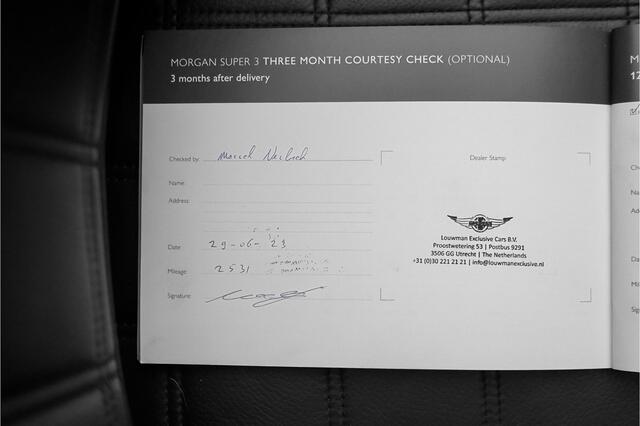 MORGAN SUPER 3 THREE MONTH COURTESY CHECK (OPTIONAL)
3 months after delivery
Checked by: Marcel
Name:
Address:
Date: 29-06-23
Mileage: 2531
Signature:
Dealer Stamp
Louwman Exclusive Cars B.V.
Proostwetering 53 | Postbus 9291
3506 GG Utrecht | The Netherlands
+31 (0)30 221 21 21 | info@louwmanexclusive.nl
M
12